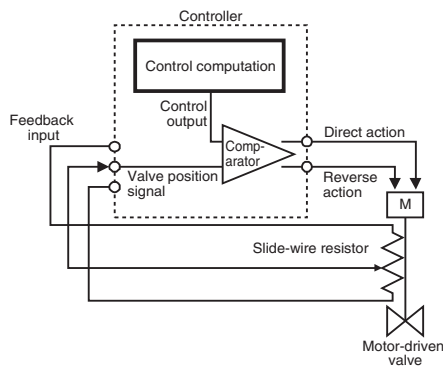 Controller
Control computation
Control
output
Feedback
input
Comp-
arator
Direct action
Valve position
signal
Reverse
action
M
Slide-wire resistor
Motor-driven
valve